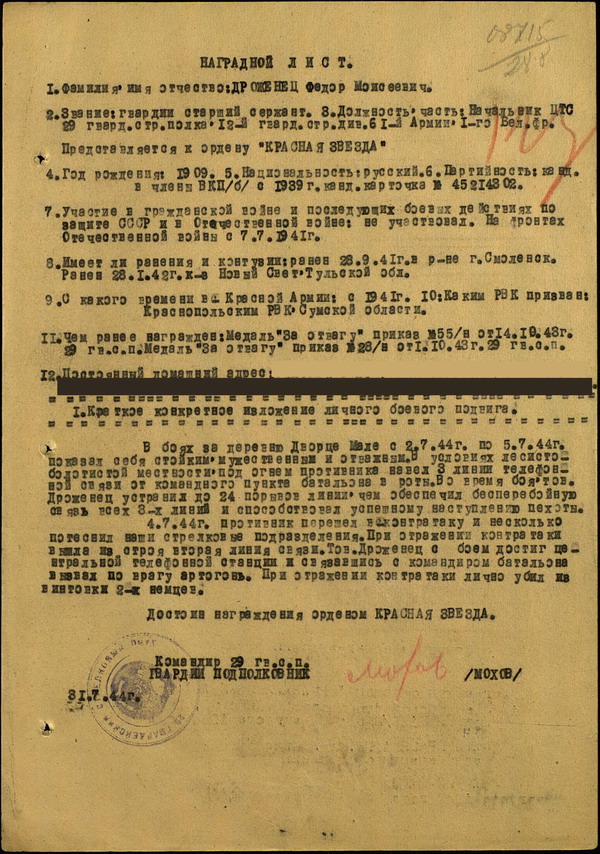 08715
28.8
НАГРАДНОЙ ЛИСТ.
1. Фамилия·имя отчество: ДРОЖЕНЕЦ Федор Моисеевич.
2. Звание: гвардии старший сержант. 3. Должность·часть: Начальник ЦТС
29 гвард.стр.полка·12-й гвард.стр.див.61-й Армии·1-го Бел.фр.
Представляется к ордену "КРАСНАЯ ЗВЕЗДА"
4. Год рождения: 1909. 5. Национальность: русский. 6. Партийность: канд.
в члены ВКП/б/ с 1939г. канд. карточка № 45214302.
7. Участие в гражданской войне и последующих боевых действиях по
защите СССР и в Отечественной войне: не участвовал. На фронтах
Отечественной войны с 7.7.1941г.
8. Имеет ли ранения и контузии: ранен 28.9.41г. в р-не г.Смоленск.
Ранен 28.1.42г. к-з Новый Свет·Тульской обл.
9. С какого времени в Красной Армии: с 1941г. 10: Каким РВК призван:
Краснопольским РВК·Сумской области.
11. Чем ранее награжден: Медаль "За отвагу" приказ №55/н от 14.10.43г.
29 гв.с.п. Медаль "За отвагу" приказ №28/н от 1.10.43г. 29 гв.с.п.
12. Постоянный домашний адрес:
1. Краткое конкретное изложение личного боевого подвига.
В боях за деревню Дворце Мале с 2.7.44г. по 5.7.44г.
показал себя стойким·мужественным и отважным. В условиях лесисто-
болотистой местности·под огнем противника навел 3 линии телефон-
ной связи от командного пункта батальона в роты. Во время боя·тов.
Дроженец устранил до 24 порывов линии·чем обеспечил бесперебойную
связь всех 3-х линий и способствовал успешному наступлению пехоты.
4.7.44г. противник перешел в контратаку и несколько
потеснил наши стрелковые подразделения. При отражении контратаки
вышла из строя вторая линия связи. Тов. Дроженец с боем достиг це-
нтральной телефонной станции и связавшись с командиром батальона
вызвал по врагу артогонь. При отражении контратаки лично убил из
винтовки 2-х немцев.
Достоин награждения орденом КРАСНАЯ ЗВЕЗДА.
Командир 29 гв.с.п.
ГВАРДИИ ПОДПОЛКОВНИК Мохов /МОХОВ/
31.7.44г.